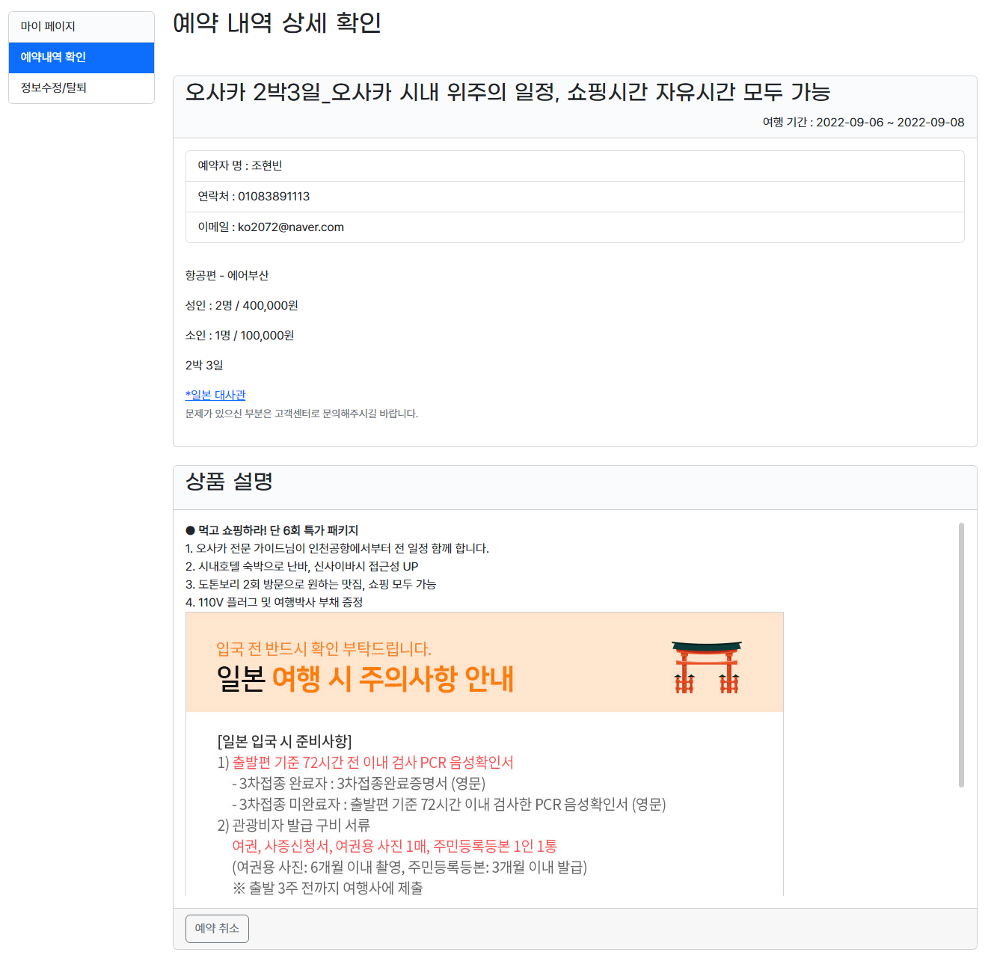 마이 페이지
예약내역 확인
정보수정/탈퇴
예약 내역 상세 확인
오사카 2박3일_오사카 시내 위주의 일정, 쇼핑시간 자유시간 모두 가능
여행 기간 : 2022-09-06 ~ 2022-09-08
예약자 명 : 조현빈
연락처 : 01083891113
이메일 : ko2072@naver.com
항공편 - 에어부산
성인 : 2명 / 400,000원
소인 : 1명 / 100,000원
2박 3일
*일본 대사관
문제가 있으신 부분은 고객센터로 문의해주시길 바랍니다.
상품 설명
● 먹고 쇼핑하라! 단 6회 특가 패키지
1. 오사카 전문 가이드님이 인천공항에서부터 전 일정 함께 합니다.
2. 시내호텔 숙박으로 난바, 신사이바시 접근성 UP
3. 도톤보리 2회 방문으로 원하는 맛집, 쇼핑 모두 가능
4. 110V 플러그 및 여행박사 부채 증정
입국 전 반드시 확인 부탁드립니다.
일본 여행 시 주의사항 안내
[일본 입국 시 준비사항]
1) 출발편 기준 72시간 전 이내 검사 PCR 음성확인서
- 3차접종 완료자 : 3차접종완료증명서 (영문)
- 3차접종 미완료자 : 출발편 기준 72시간 이내 검사한 PCR 음성확인서 (영문)
2) 관광비자 발급 구비 서류
여권, 사증신청서, 여권용 사진 1매, 주민등록등본 1인 1통
(여권용 사진: 6개월 이내 촬영, 주민등록등본: 3개월 이내 발급)
※ 출발 3주 전까지 여행사에 제출
예약 취소